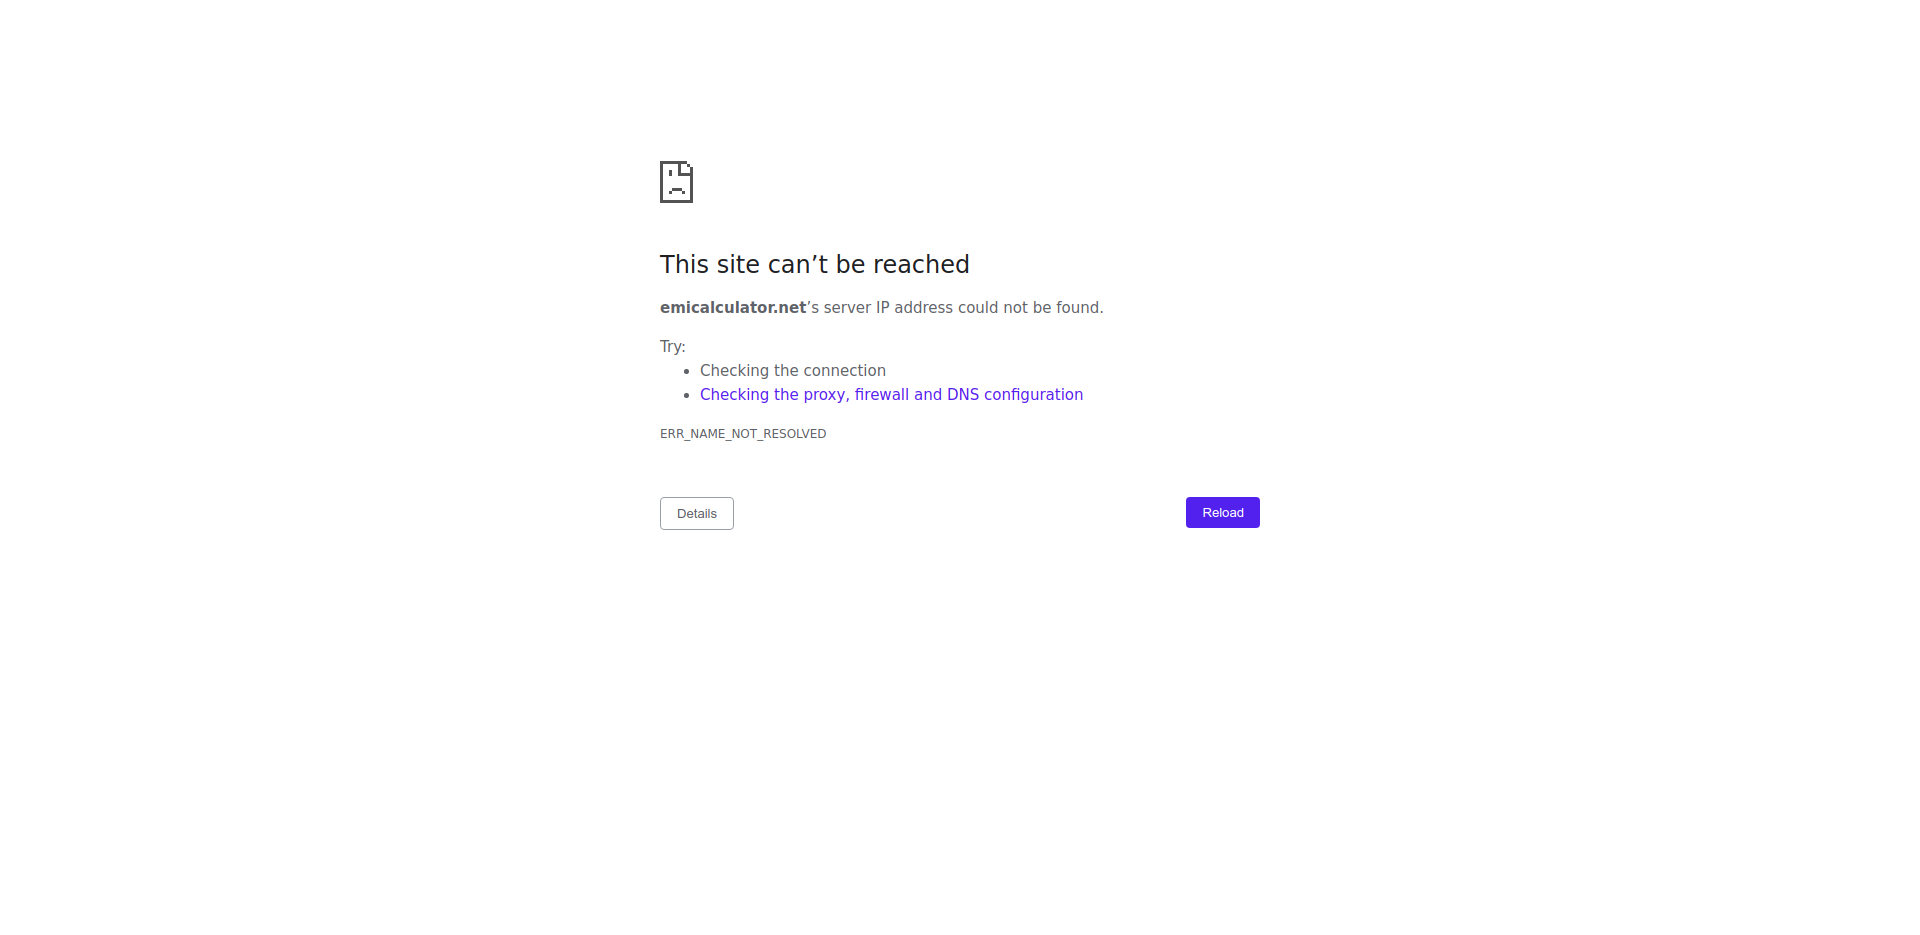 This site can’t be reached
emicalculator.net’s server IP address could not be found.
Try:
Checking the connection
Checking the proxy, firewall and DNS configuration
ERR_NAME_NOT_RESOLVED
Details
Reload